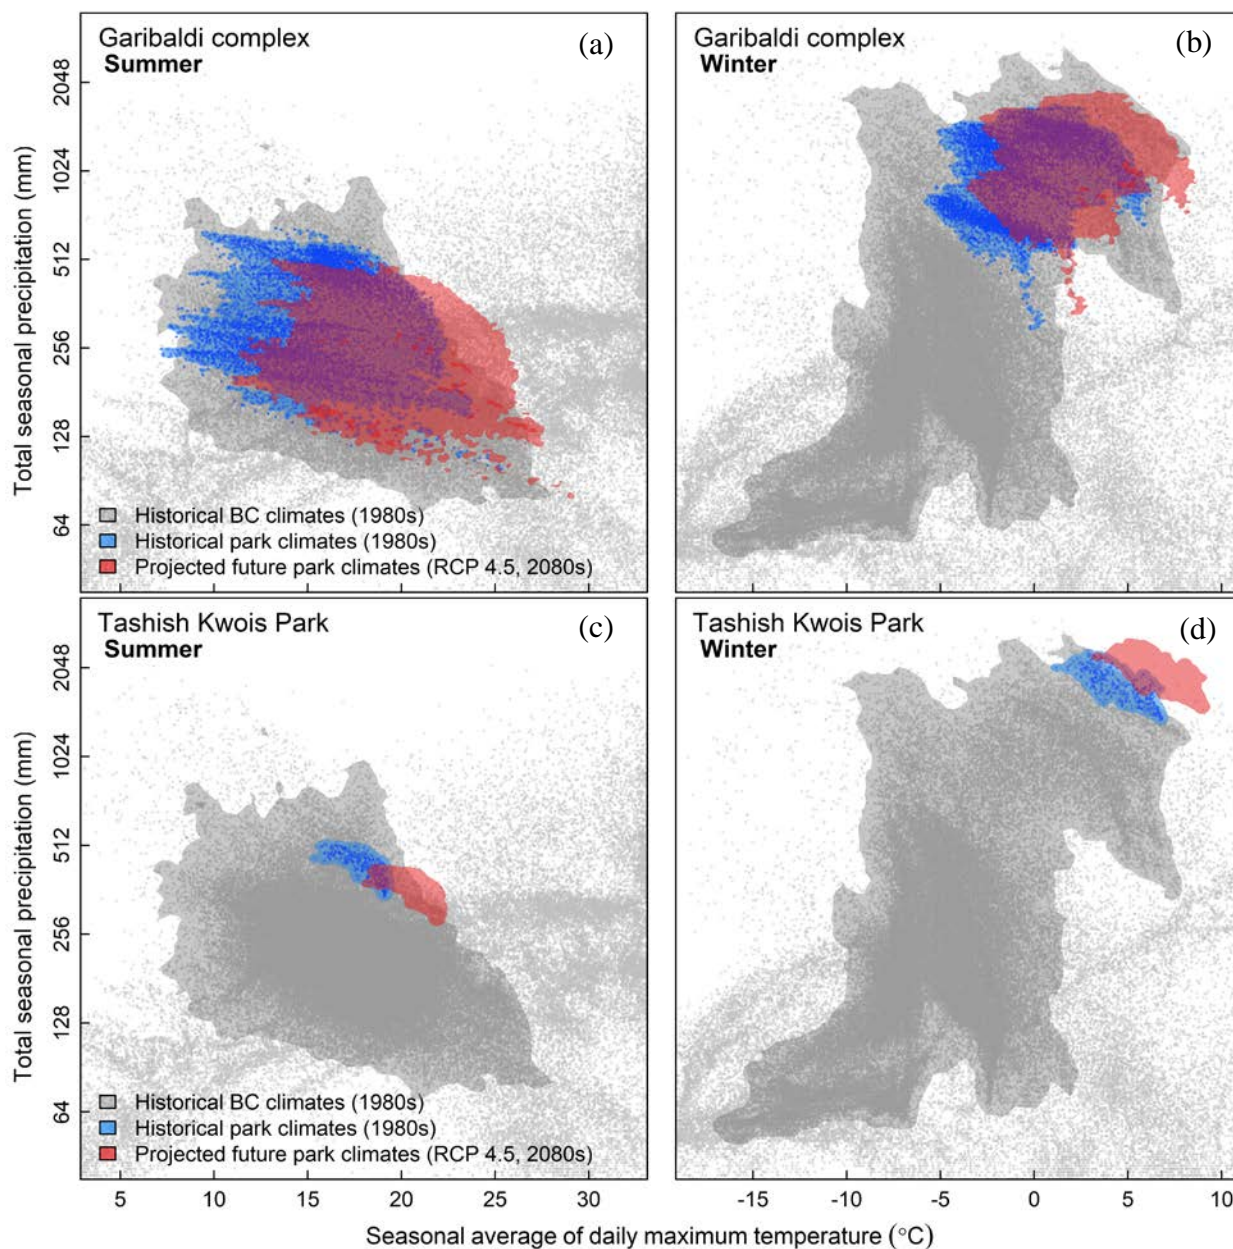 Garibaldi complex (a)
Summer
Garibaldi complex (b)
Winter
Total seasonal precipitation (mm)
2048
1024
512
256
128
64
Historical BC climates (1980s)
Historical park climates (1980s)
Projected future park climates (RCP 4.5, 2080s)
Tashish Kwois Park (c)
Summer
Tashish Kwois Park (d)
Winter
Total seasonal precipitation (mm)
2048
1024
512
256
128
64
Historical BC climates (1980s)
Historical park climates (1980s)
Projected future park climates (RCP 4.5, 2080s)
5 10 15 20 25 30
-15 -10 -5 0 5 10
Seasonal average of daily maximum temperature (°C)